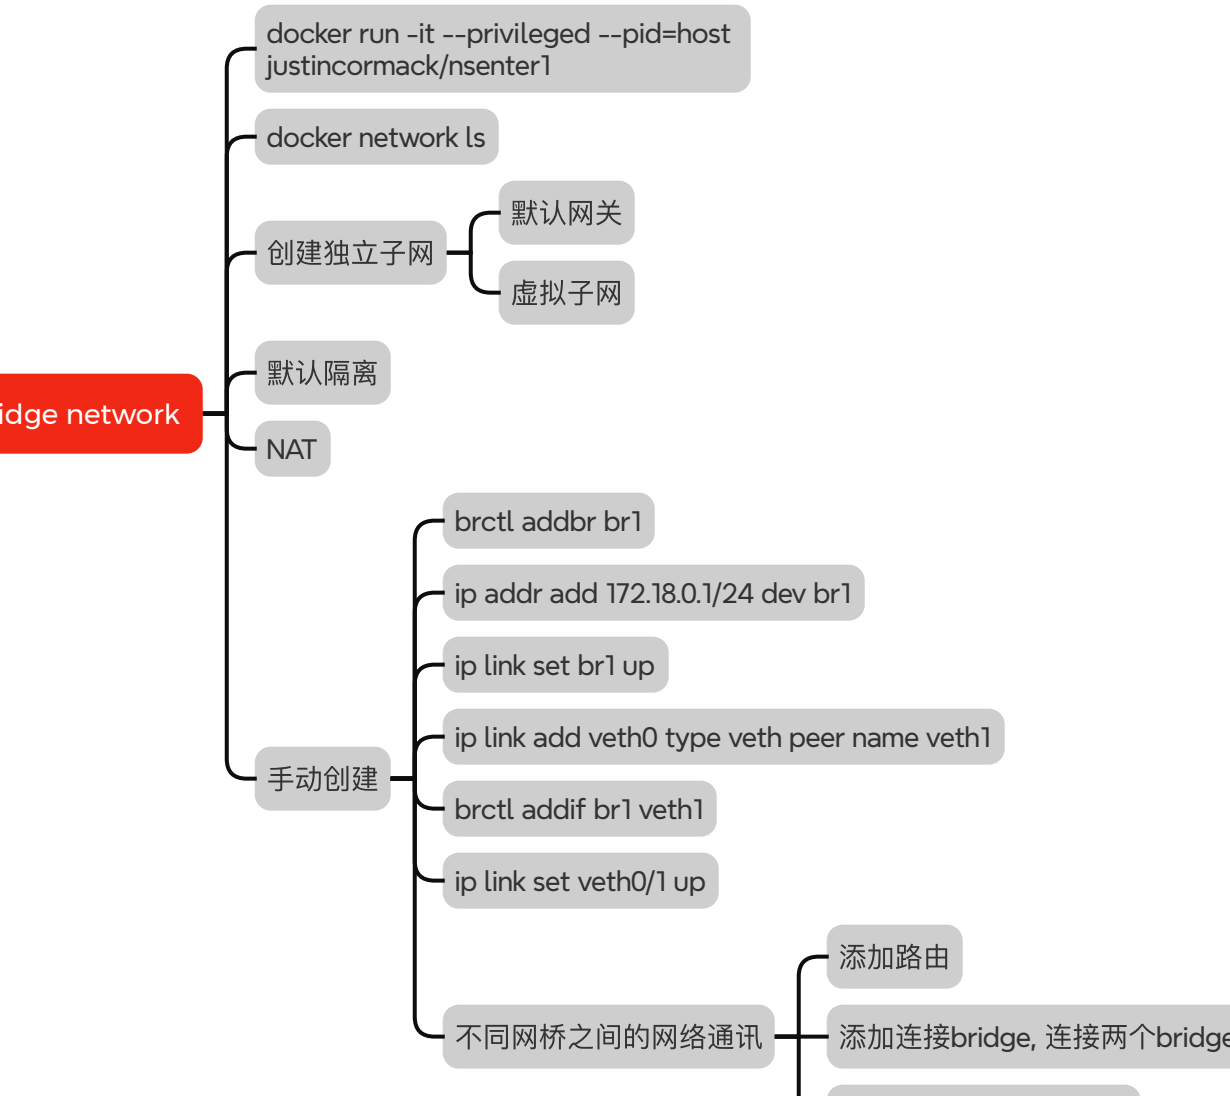 docker run -it --privileged --pid=host
justincormack/nsenter1
docker network ls
默认网关
创建独立子网
虚拟子网
默认隔离
idge network
NAT
brctl addbr br1
ip addr add 172.18.0.1/24 dev br1
ip link set br1 up
ip link add veth0 type veth peer name veth1
手动创建
brctl addif br1 veth1
ip link set veth0/1 up
添加路由
不同网桥之间的网络通讯
添加连接bridge, 连接两个bridge